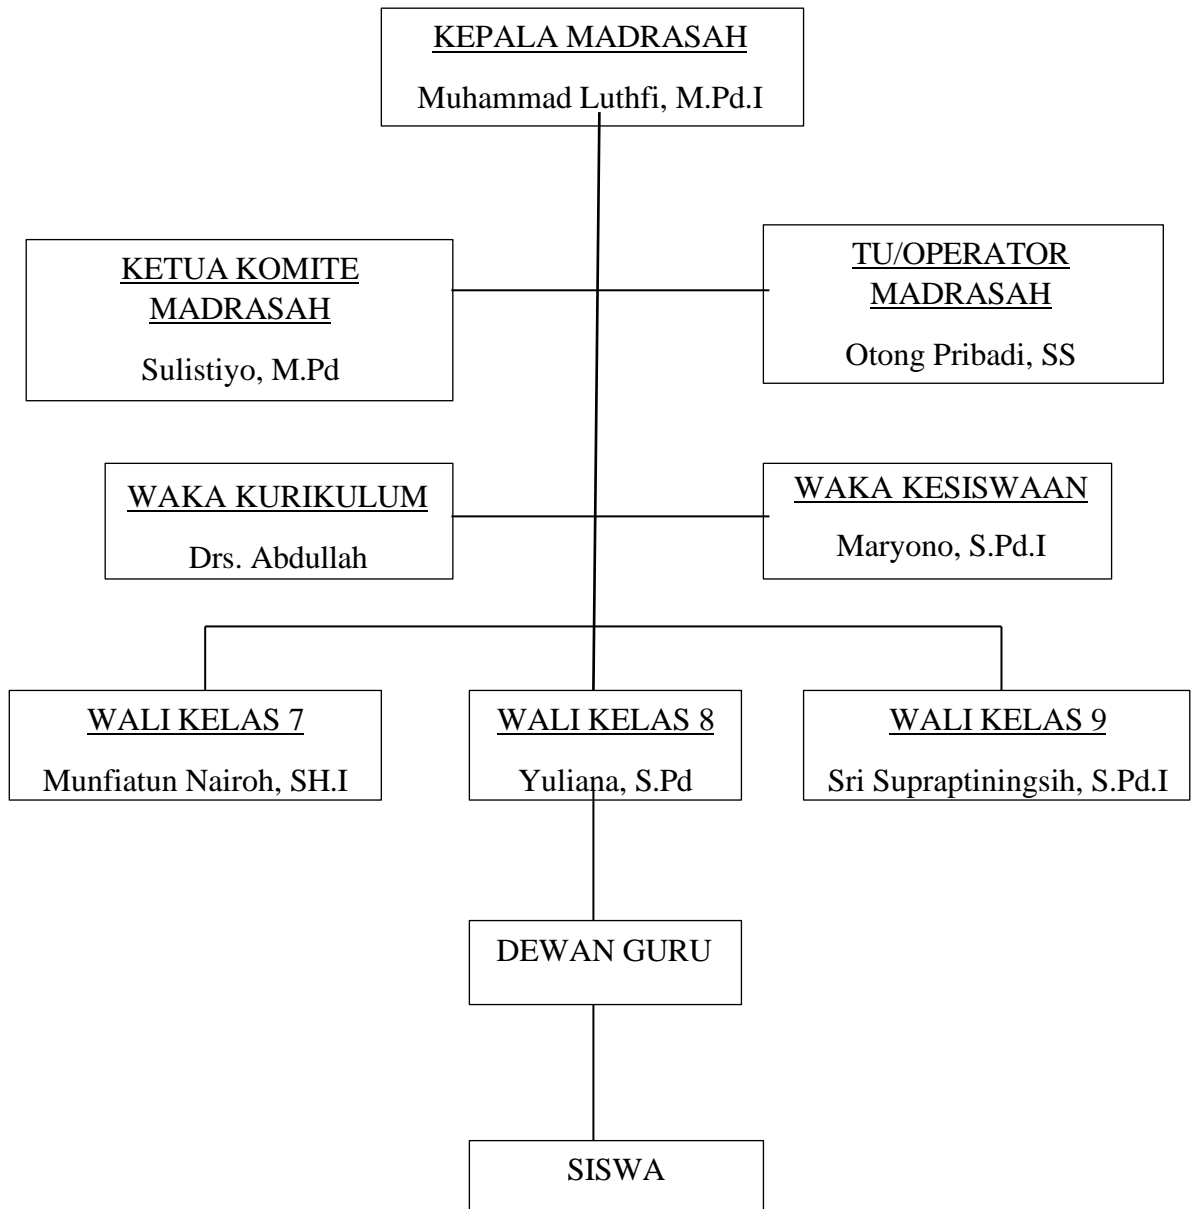 KEPALA MADRASAH
Muhammad Luthfi, M.Pd.I
KETUA KOMITE
MADRASAH
Sulistiyo, M.Pd
TU/OPERATOR
MADRASAH
Otong Pribadi, SS
WAKA KURIKULUM
Drs. Abdullah
WAKA KESISWAAN
Maryono, S.Pd.I
WALI KELAS 7
Munfiatun Nairoh, SH.I
WALI KELAS 8
Yuliana, S.Pd
WALI KELAS 9
Sri Supraptiningsih, S.Pd.I
DEWAN GURU
SISWA